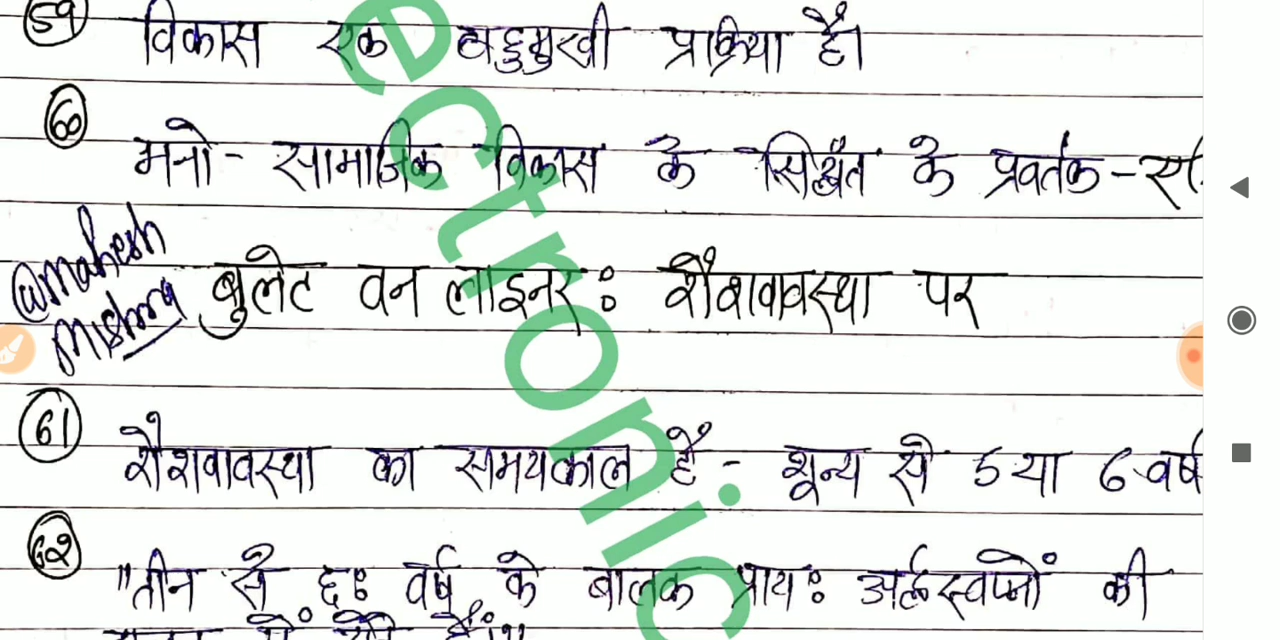 59 विकास एक बहुमुखी प्रक्रिया है।
60 मनो-सामाजिक विकास के सिद्धांत के प्रवर्तक-
@mahesh mishra
बुलेट वन लाइनर: शैशवावस्था पर
61 शैशवावस्था का समयकाल है - शून्य से 5 या 6 वर्ष
62 "तीन से छः वर्ष के बालक प्रायः अर्द्धस्वप्नों की
में होते हैं।"
ectronic